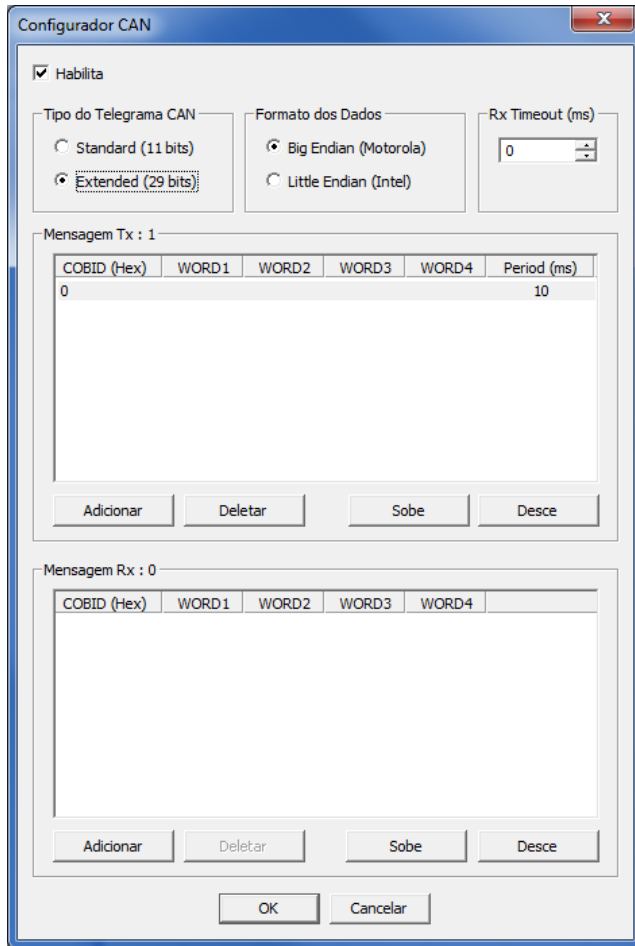 Configurador CAN
Habilita
Tipo do Telegrama CAN
Standard (11 bits)
Extended (29 bits)
Formato dos Dados
Big Endian (Motorola)
Little Endian (Intel)
Rx Timeout (ms)
0
Mensagem Tx : 1
COBID (Hex) WORD1 WORD2 WORD3 WORD4 Period (ms)
0 10
Adicionar Deletar Sobe Desce
Mensagem Rx : 0
COBID (Hex) WORD1 WORD2 WORD3 WORD4
Adicionar Deletar Sobe Desce
OK Cancelar